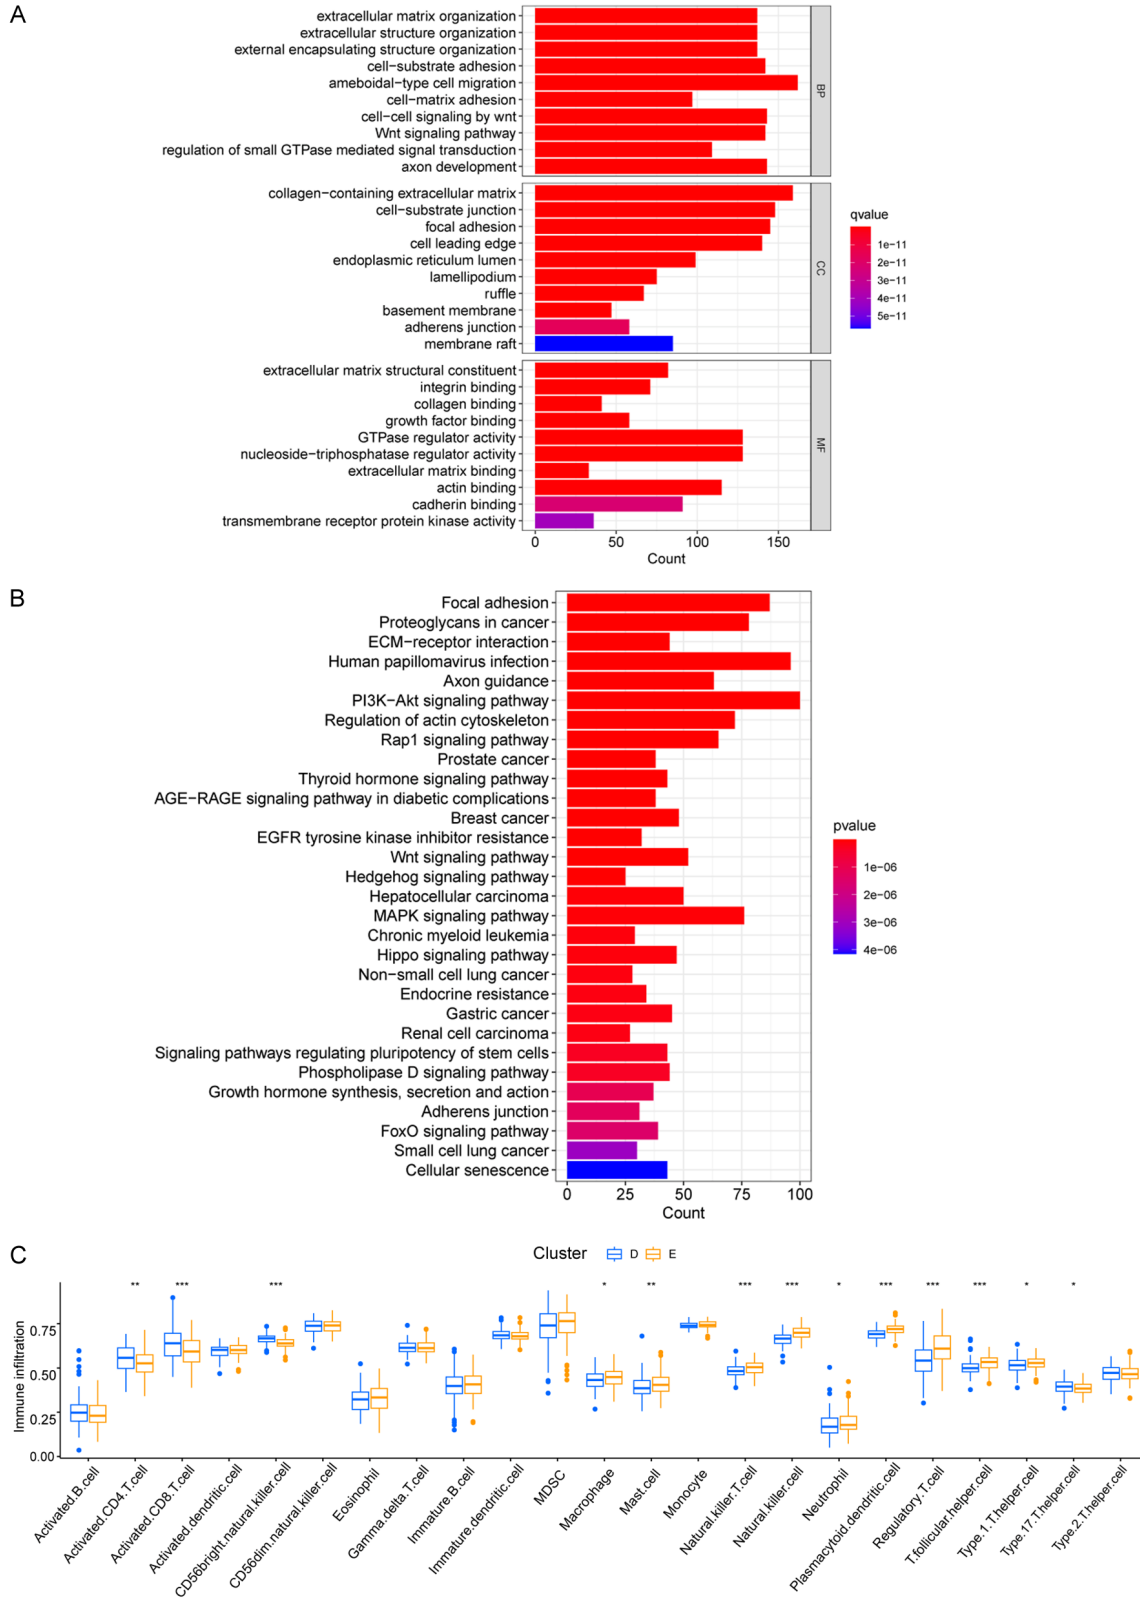 A
extracellular matrix organization
extracellular structure organization
external encapsulating structure organization
cell−substrate adhesion
ameboidal−type cell migration
cell−matrix adhesion
cell−cell signaling by wnt
Wnt signaling pathway
regulation of small GTPase mediated signal transduction
axon development
BP
collagen−containing extracellular matrix
cell−substrate junction
focal adhesion
cell leading edge
endoplasmic reticulum lumen
lamellipodium
ruffle
basement membrane
adherens junction
membrane raft
CC
extracellular matrix structural constituent
integrin binding
collagen binding
growth factor binding
GTPase regulator activity
nucleoside−triphosphatase regulator activity
extracellular matrix binding
actin binding
cadherin binding
transmembrane receptor protein kinase activity
MF
0 50 100 150
Count
qvalue
1e−11
2e−11
3e−11
4e−11
5e−11
B
Focal adhesion
Proteoglycans in cancer
ECM−receptor interaction
Human papillomavirus infection
Axon guidance
PI3K−Akt signaling pathway
Regulation of actin cytoskeleton
Rap1 signaling pathway
Prostate cancer
Thyroid hormone signaling pathway
AGE−RAGE signaling pathway in diabetic complications
Breast cancer
EGFR tyrosine kinase inhibitor resistance
Wnt signaling pathway
Hedgehog signaling pathway
Hepatocellular carcinoma
MAPK signaling pathway
Chronic myeloid leukemia
Hippo signaling pathway
Non−small cell lung cancer
Endocrine resistance
Gastric cancer
Renal cell carcinoma
Signaling pathways regulating pluripotency of stem cells
Phospholipase D signaling pathway
Growth hormone synthesis, secretion and action
Adherens junction
FoxO signaling pathway
Small cell lung cancer
Cellular senescence
0 25 50 75 100
Count
pvalue
1e−06
2e−06
3e−06
4e−06
C
Cluster D E
** *** *** * ** *** *** * *** *** *** * *
Immune infiltration
0.75
0.50
0.25
0.00
Activated.B.cell
Activated.CD4.T.cell
Activated.CD8.T.cell
Activated.dendritic.cell
CD56bright.natural.killer.cell
CD56dim.natural.killer.cell
Eosinophil
Gamma.delta.T.cell
Immature.B.cell
Immature.dendritic.cell
MDSC
Macrophage
Mast.cell
Monocyte
Natural.killer.T.cell
Natural.killer.cell
Neutrophil
Plasmacytoid.dendritic.cell
Regulatory.T.cell
T.follicular.helper.cell
Type.1.T.helper.cell
Type.17.T.helper.cell
Type.2.T.helper.cell